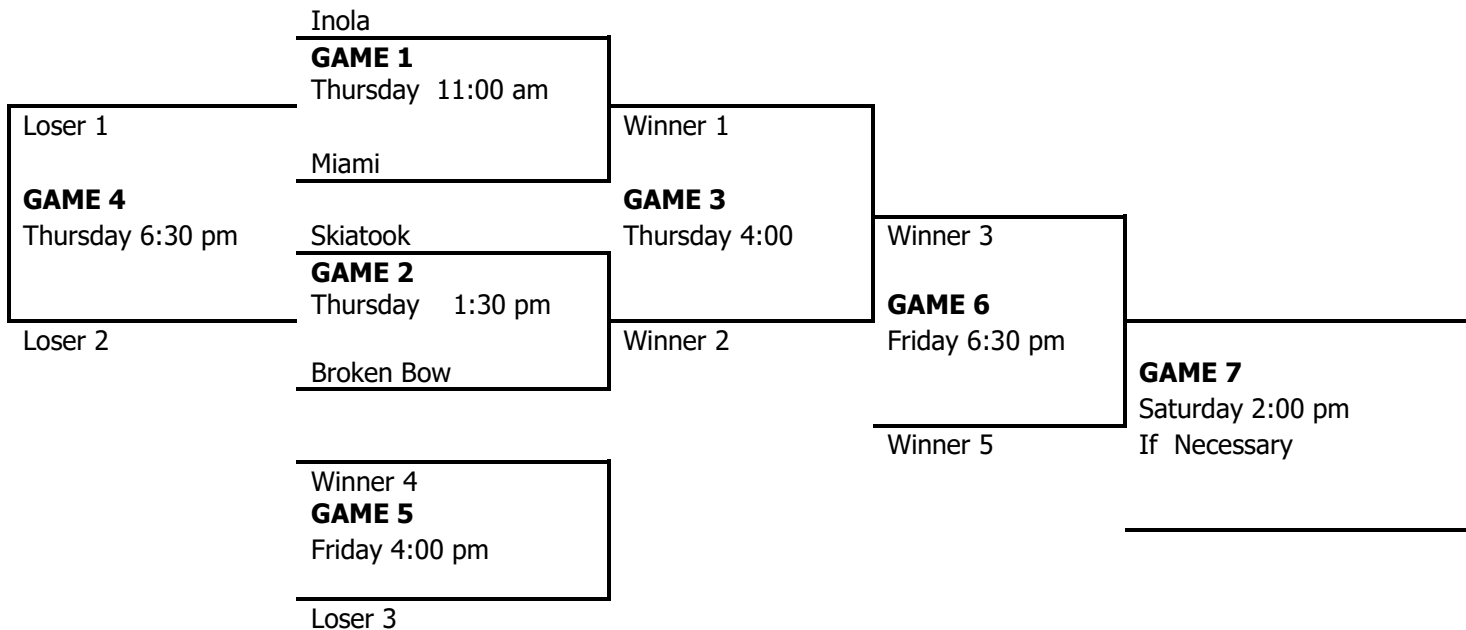 Inola
GAME 1
Thursday 11:00 am
Loser 1
Winner 1
Miami
GAME 4
GAME 3
Thursday 6:30 pm
Skiatook
Thursday 4:00
Winner 3
GAME 2
Thursday 1:30 pm
GAME 6
Loser 2
Winner 2
Friday 6:30 pm
Broken Bow
GAME 7
Saturday 2:00 pm
Winner 5
If Necessary
Winner 4
GAME 5
Friday 4:00 pm
Loser 3